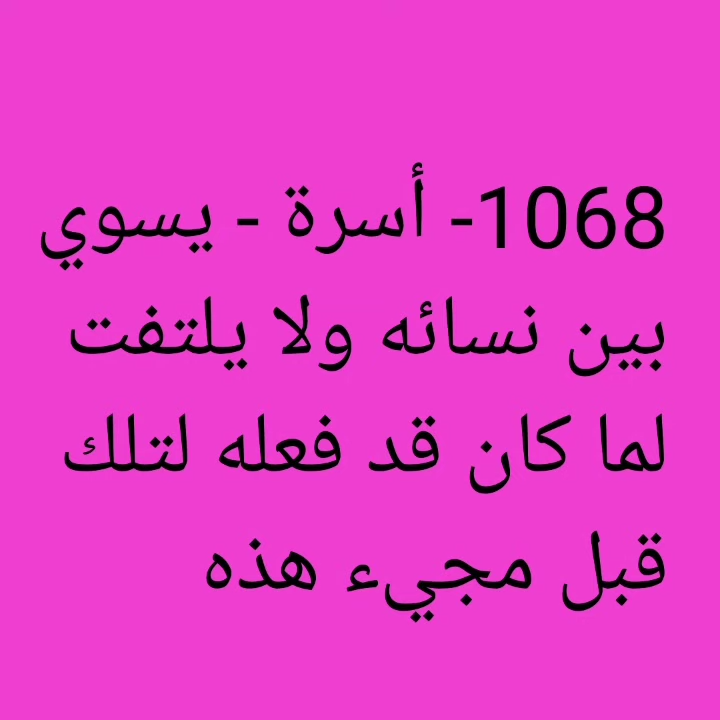 1068- أسرة - يسوي
بين نسائه ولا يلتفت
لما كان قد فعله لتلك
قبل مجيء هذه